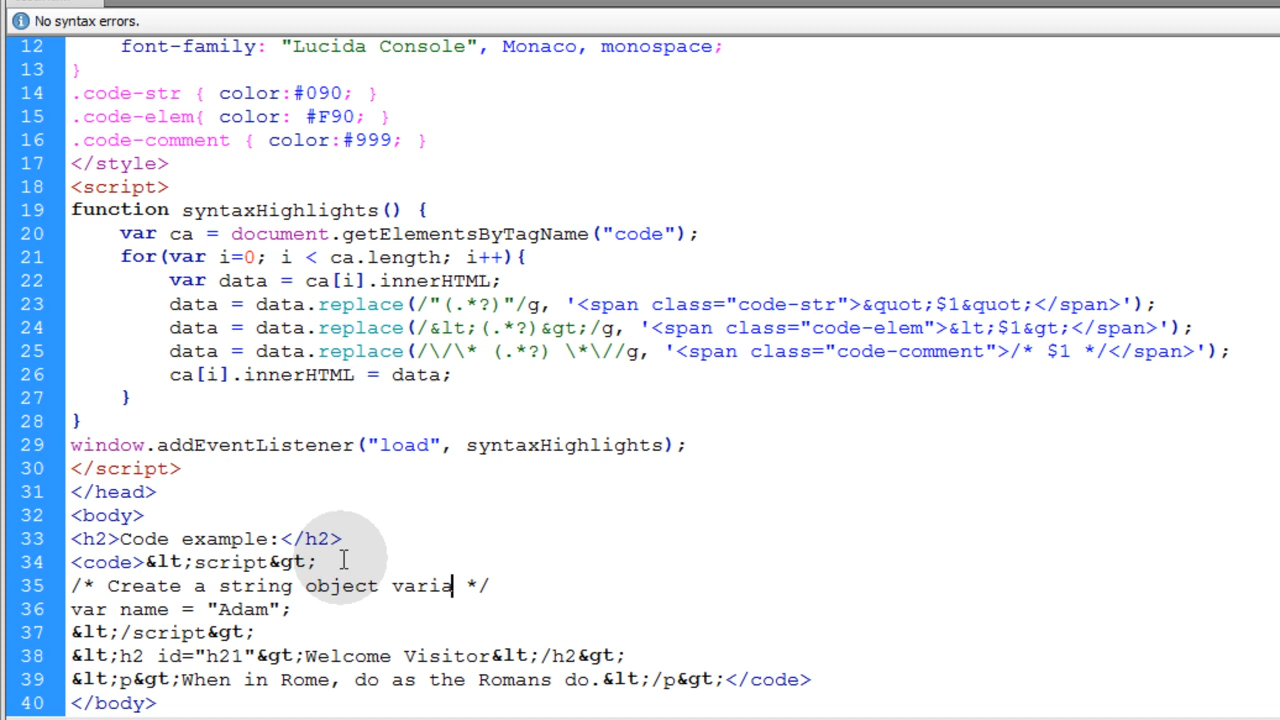 No syntax errors.
12 font-family: "Lucida Console", Monaco, monospace;
13 }
14 .code-str { color:#090; }
15 .code-elem{ color: #F90; }
16 .code-comment { color:#999; }
17 </style>
18 <script>
19 function syntaxHighlights() {
20 var ca = document.getElementsByTagName("code");
21 for(var i=0; i < ca.length; i++){
22 var data = ca[i].innerHTML;
23 data = data.replace(/"(.*?)"/g, '<span class="code-str">&quot;$1&quot;</span>');
24 data = data.replace(/&lt;(.*?)&gt;/g, '<span class="code-elem">&lt;$1&gt;</span>');
25 data = data.replace(/\/\* (.*?) \*\//g, '<span class="code-comment">/* $1 */</span>');
26 ca[i].innerHTML = data;
27 }
28 }
29 window.addEventListener("load", syntaxHighlights);
30 </script>
31 </head>
32 <body>
33 <h2>Code example:</h2>
34 <code>&lt;script&gt;
35 /* Create a string object varia */
36 var name = "Adam";
37 &lt;/script&gt;
38 &lt;h2 id="h21"&gt;Welcome Visitor&lt;/h2&gt;
39 &lt;p&gt;When in Rome, do as the Romans do.&lt;/p&gt;</code>
40 </body>